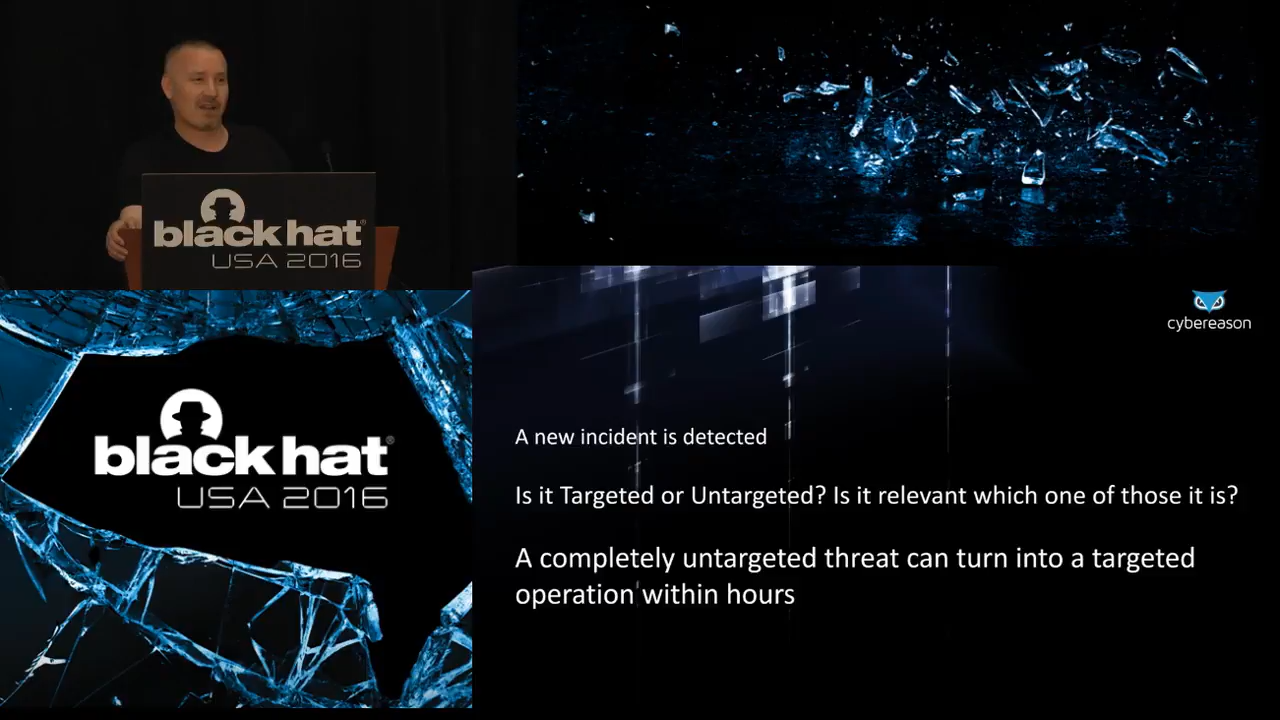 black hat®
USA 2016
black hat®
USA 2016
cybereason
A new incident is detected
Is it Targeted or Untargeted? Is it relevant which one of those it is?
A completely untargeted threat can turn into a targeted
operation within hours